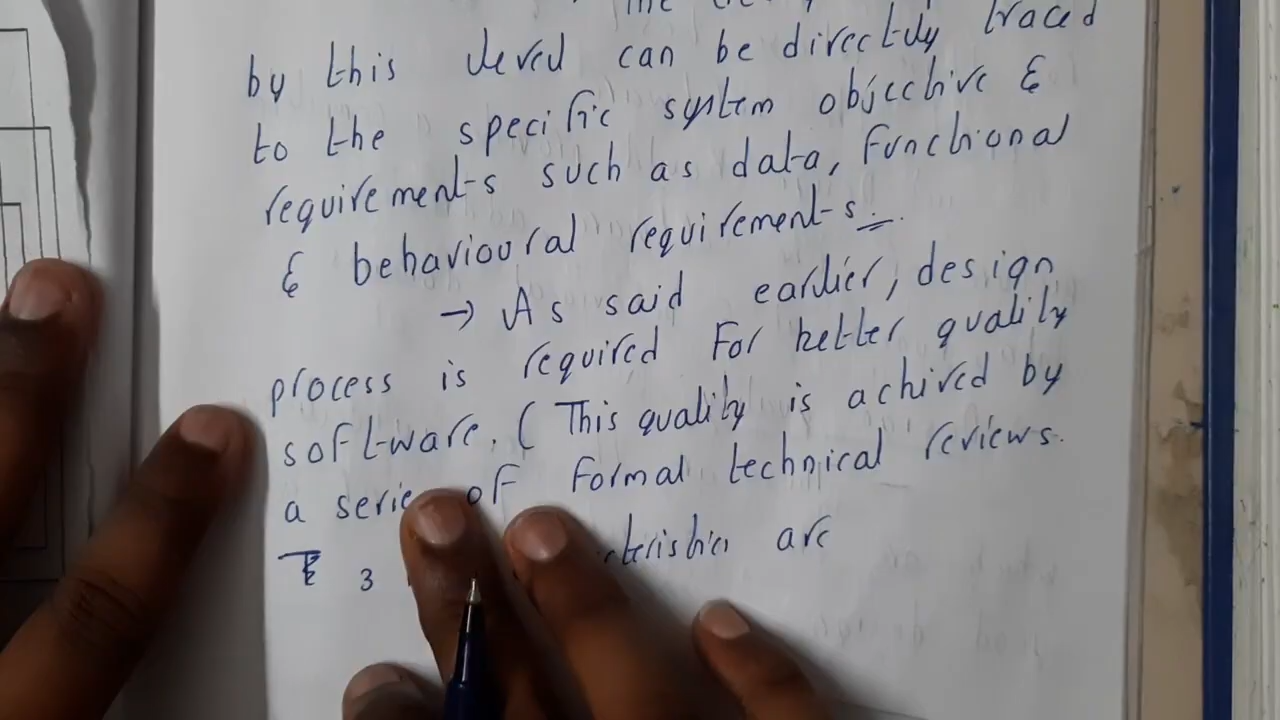 by this level can be directly traced
to the specific system objective &
requirements such as data, functional
& behavioural requirements.
→ As said earlier, design
process is required for better quality
software. ( This quality is achived by
a serie of formal technical reviews.
3 are